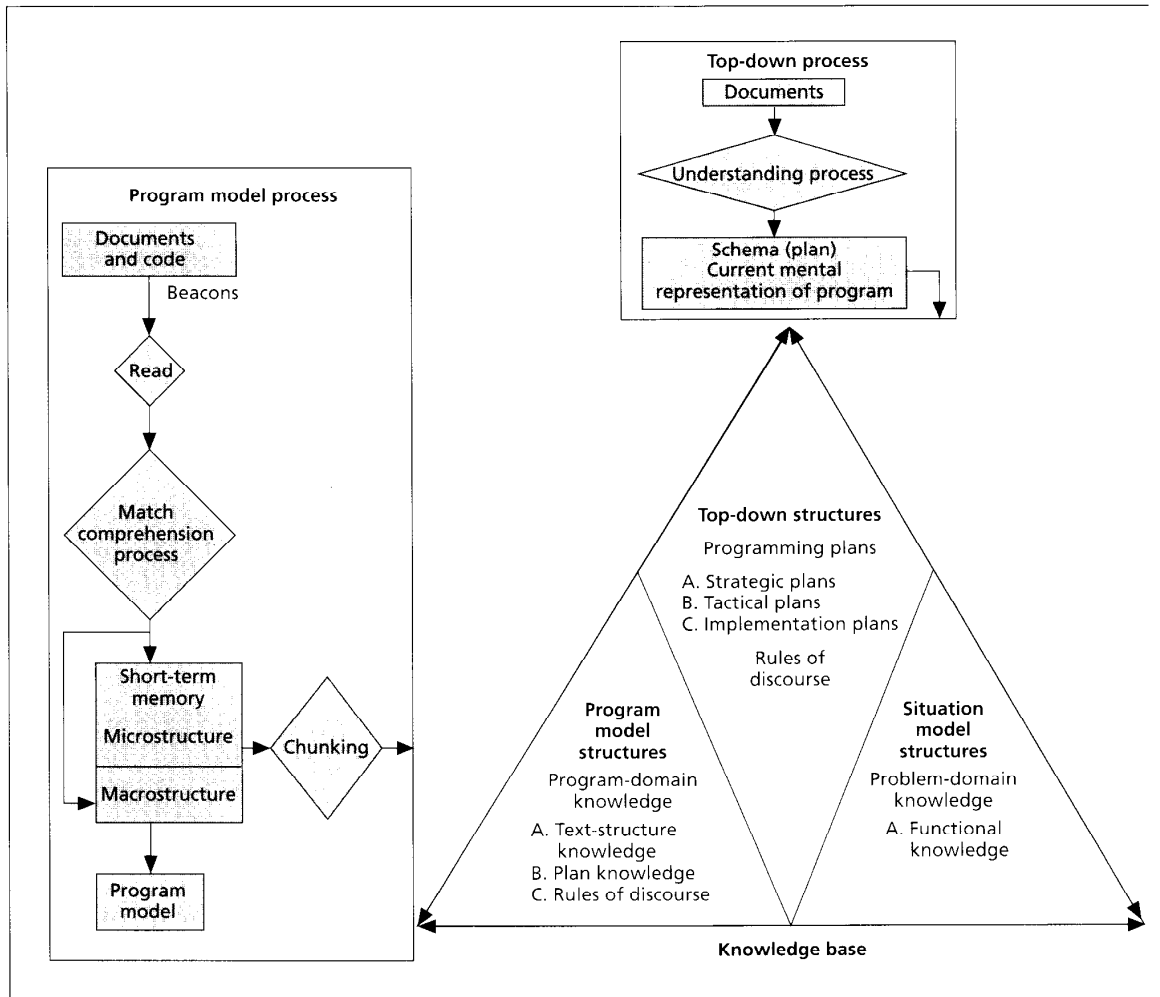 Program model process
Documents
and code
Beacons
Read
Match
comprehension
process
Short-term
memory
Microstructure
Macrostructure
Chunking
Program
model
Top-down process
Documents
Understanding process
Schema (plan)
Current mental
representation of program
Top-down structures
Programming plans
A. Strategic plans
B. Tactical plans
C. Implementation plans
Rules of
discourse
Program
model
structures
Program-domain
knowledge
A. Text-structure
knowledge
B. Plan knowledge
C. Rules of discourse
Situation
model
structures
Problem-domain
knowledge
A. Functional
knowledge
Knowledge base